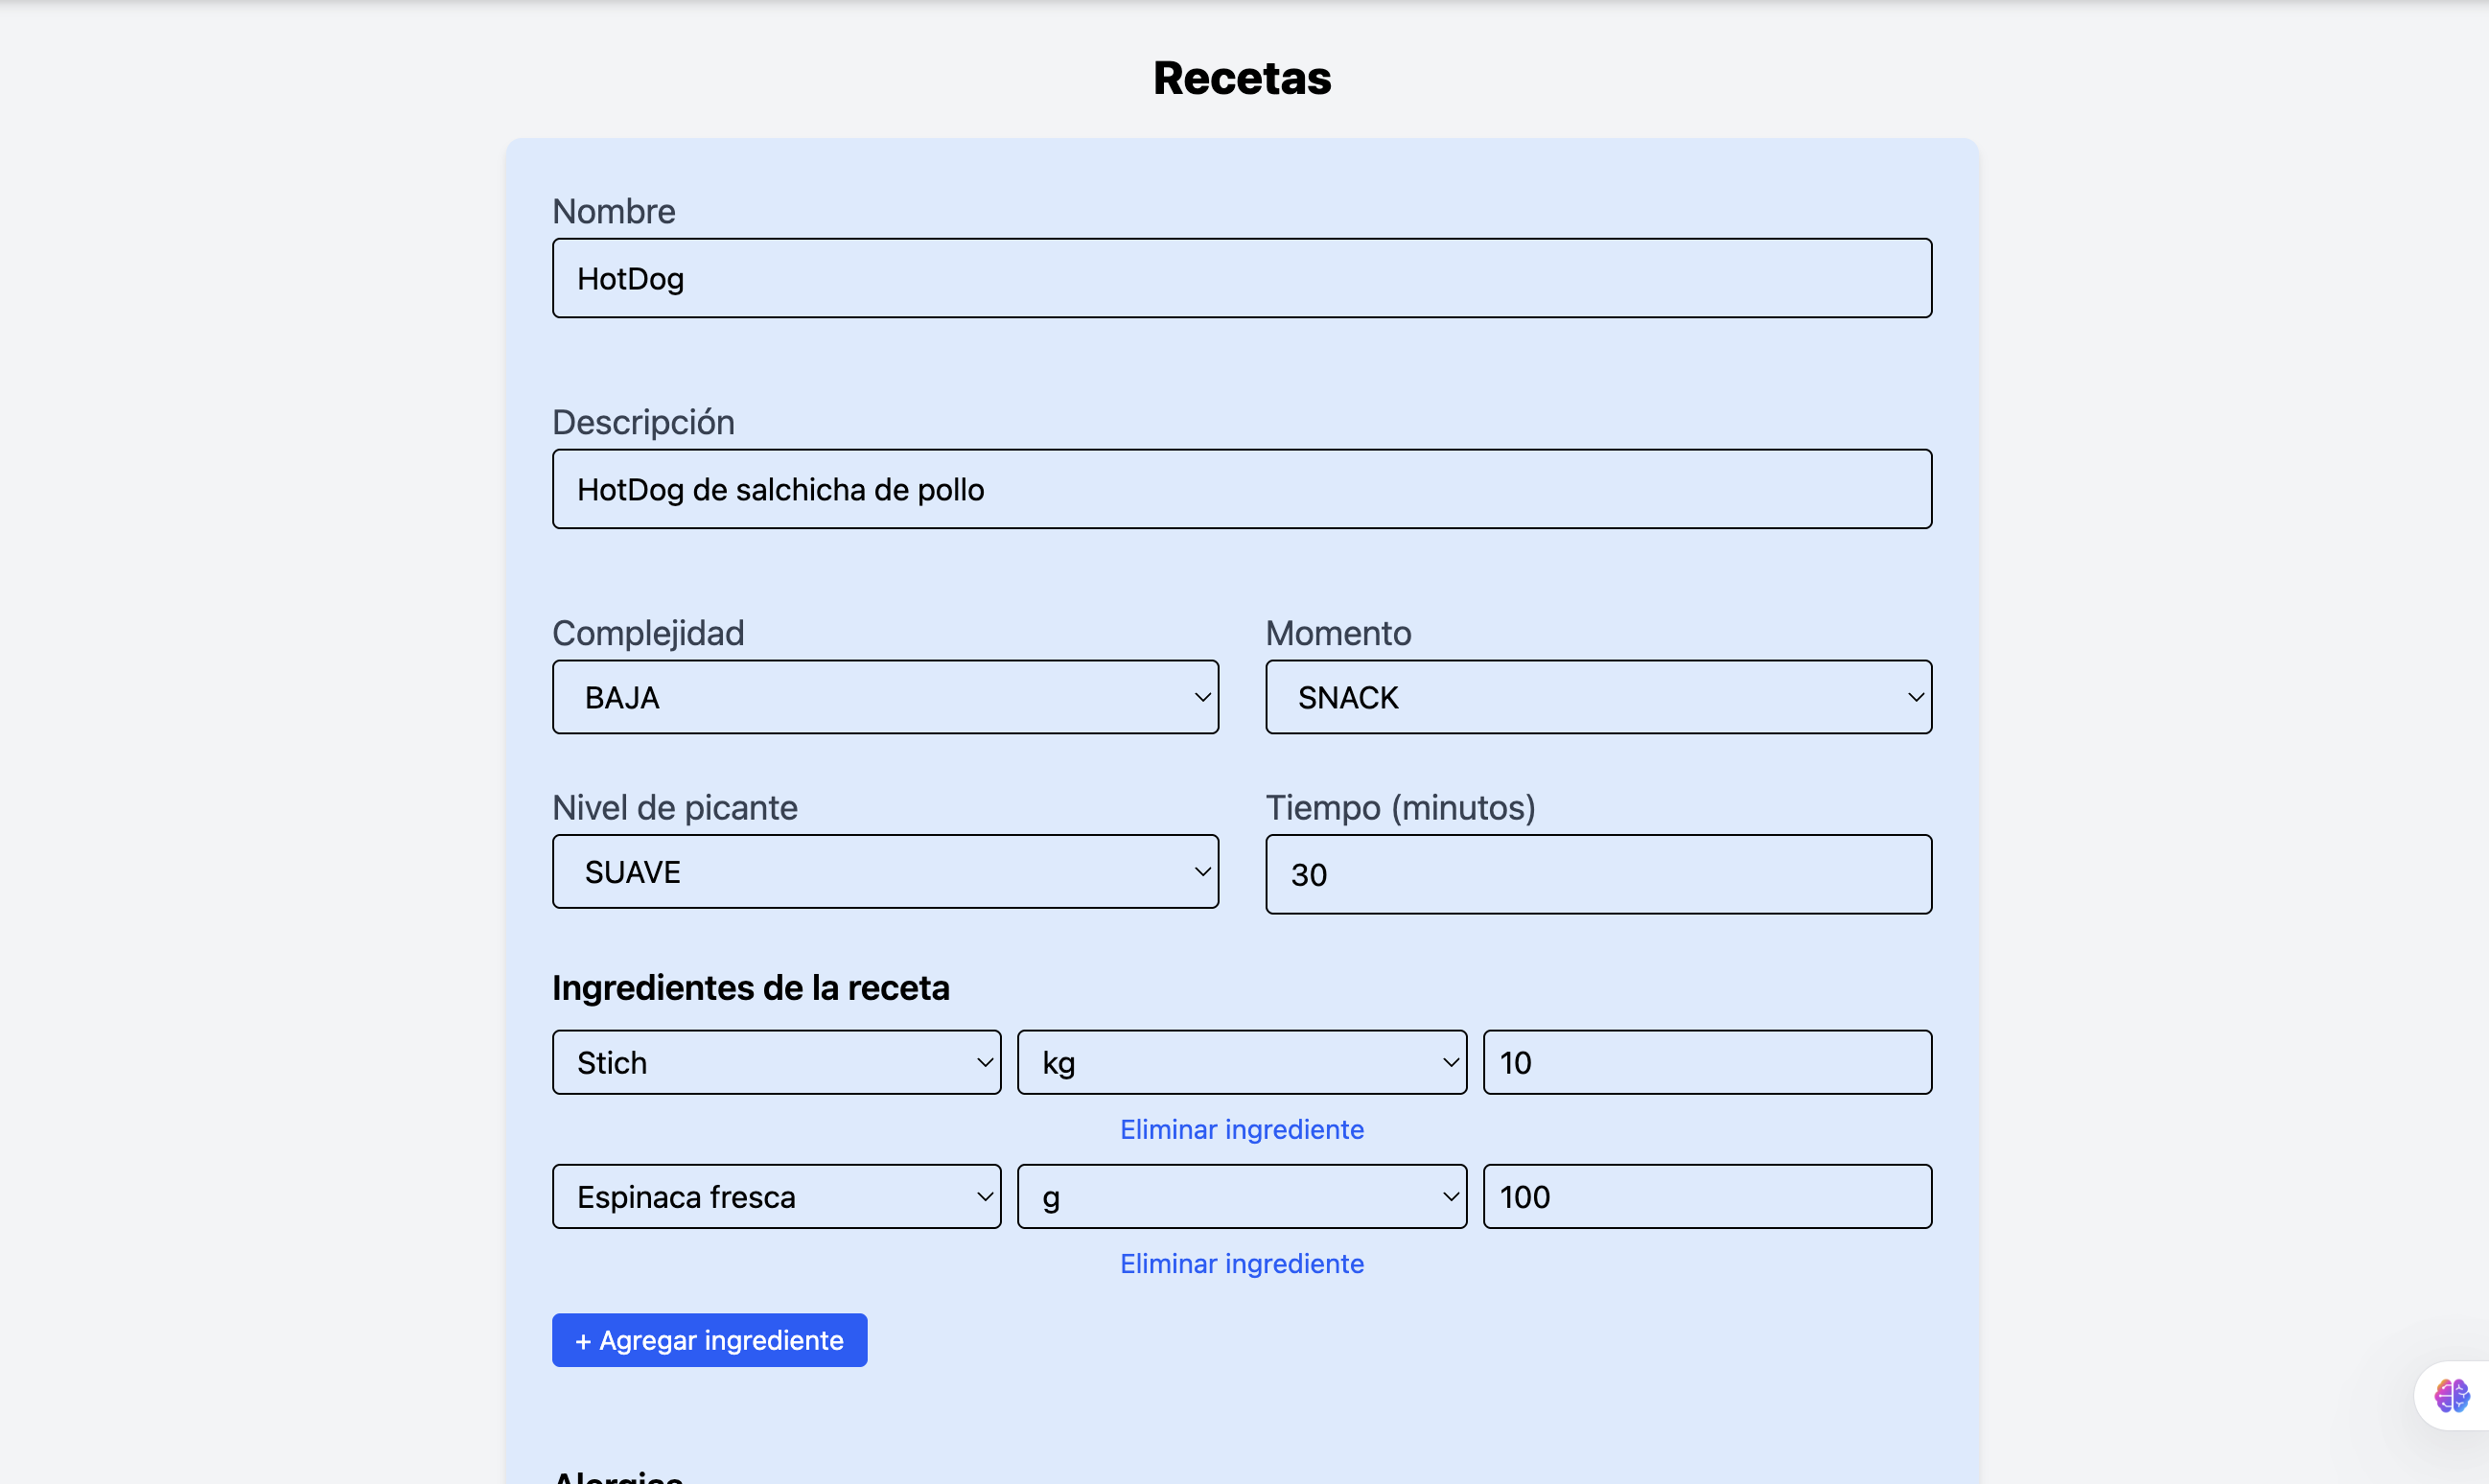 Recetas
Nombre
HotDog
Descripción
HotDog de salchicha de pollo
Complejidad
Momento
BAJA
SNACK
Nivel de picante
Tiempo (minutos)
SUAVE
30
Ingredientes de la receta
Stich
kg
10
Eliminar ingrediente
Espinaca fresca
g
100
Eliminar ingrediente
+ Agregar ingrediente
Alergias